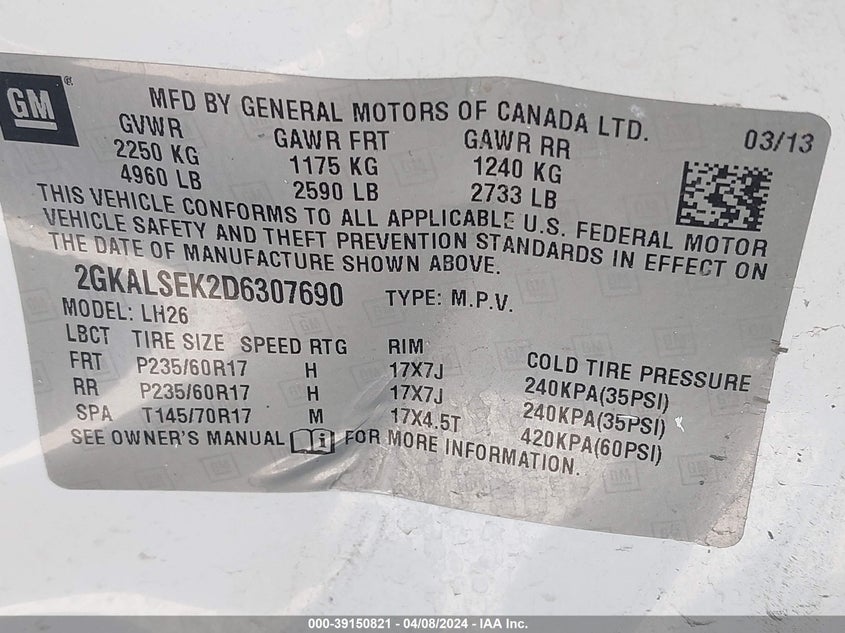 GM ®
MFD BY GENERAL MOTORS OF CANADA LTD. 03/13
GVWR GAWR FRT GAWR RR
2250 KG 1175 KG 1240 KG
4960 LB 2590 LB 2733 LB
THIS VEHICLE CONFORMS TO ALL APPLICABLE U.S. FEDERAL MOTOR
VEHICLE SAFETY AND THEFT PREVENTION STANDARDS IN EFFECT ON
THE DATE OF MANUFACTURE SHOWN ABOVE.
2GKALSEK2D6307690 TYPE: M.P.V.
MODEL: LH26
LBCT TIRE SIZE SPEED RTG RIM COLD TIRE PRESSURE
FRT P235/60R17 H 17X7J 240KPA(35PSI)
RR P235/60R17 H 17X7J 240KPA(35PSI)
SPA T145/70R17 M 17X4.5T 420KPA(60PSI)
SEE OWNER'S MANUAL FOR MORE INFORMATION.
000-39150821 - 04/08/2024 - IAA Inc.